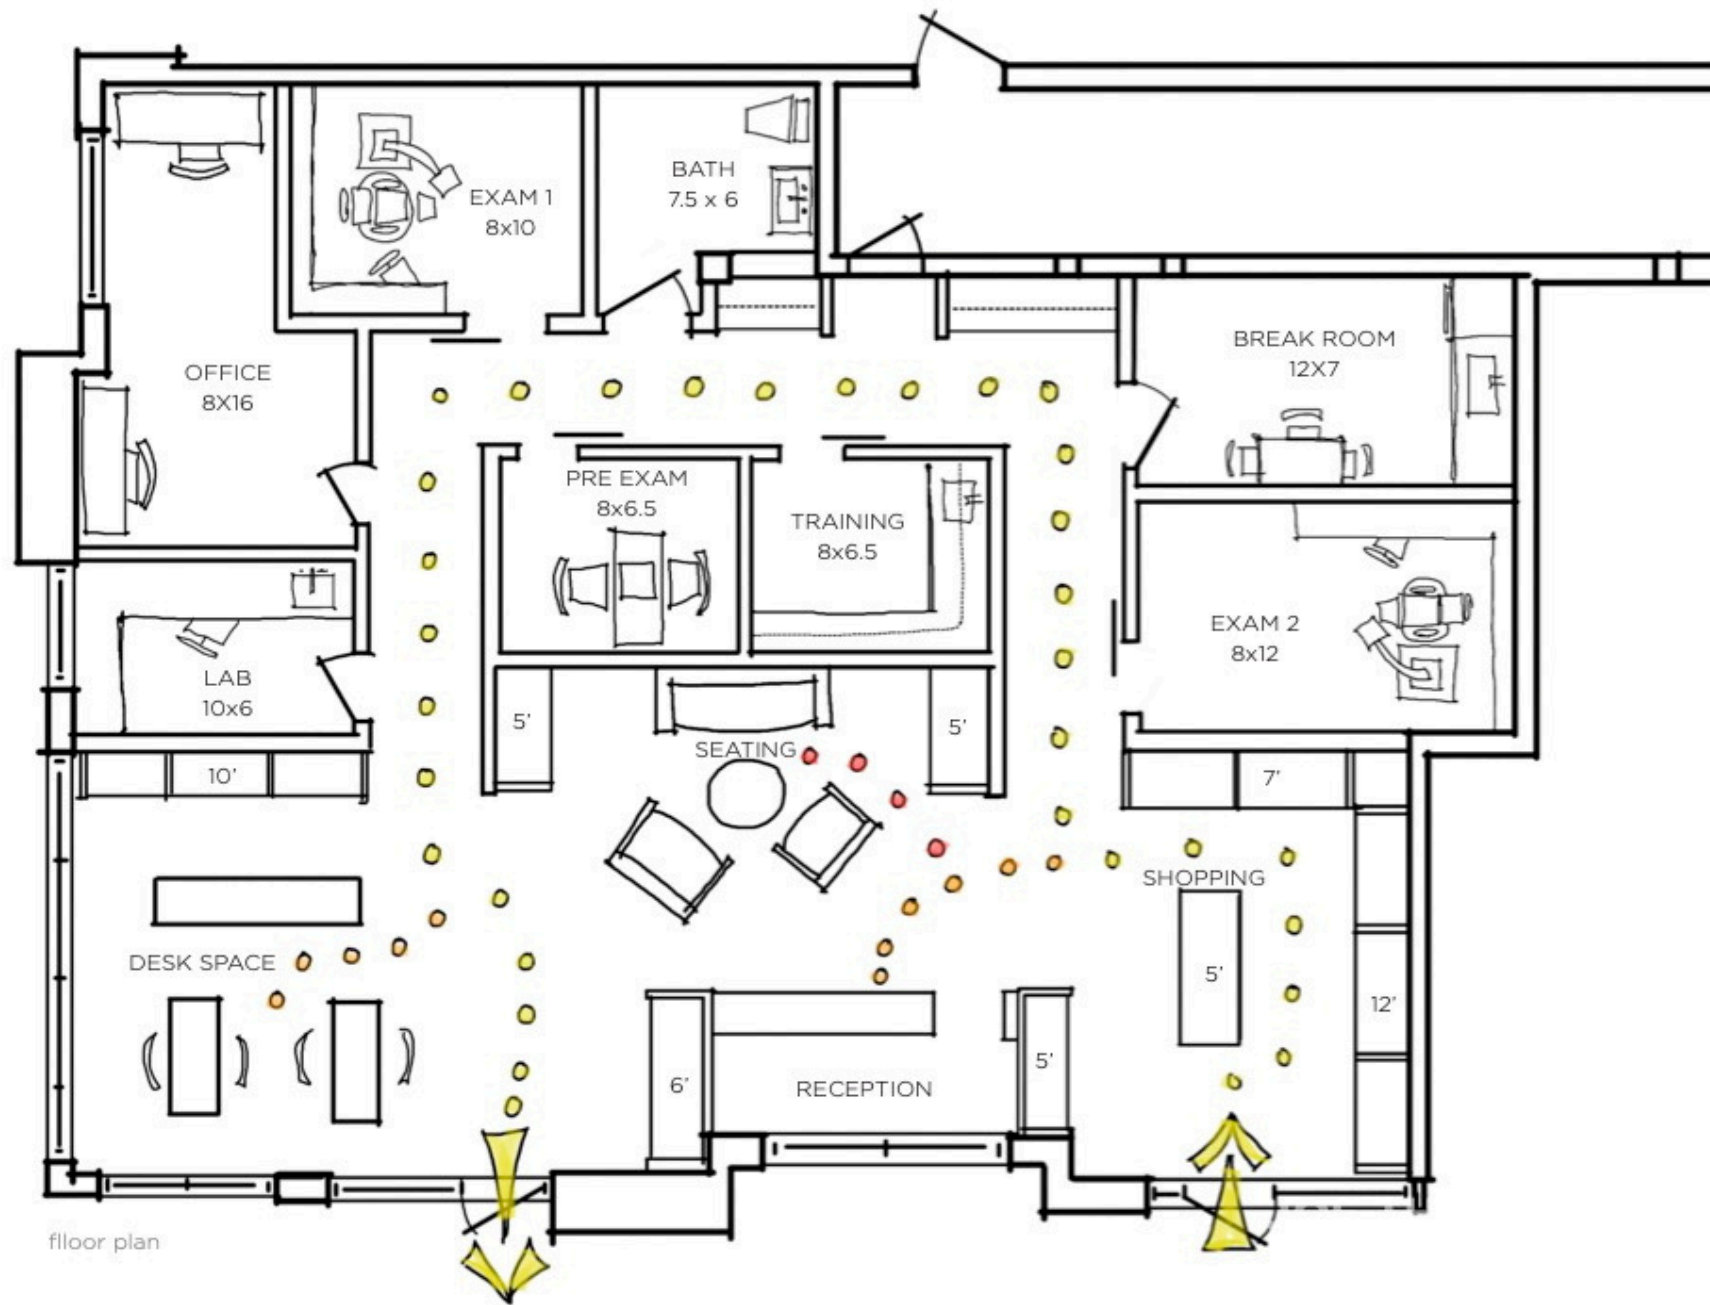 EXAM 1
8x10
BATH
7.5 x 6
OFFICE
8X16
BREAK ROOM
12X7
PRE EXAM
8x6.5
TRAINING
8x6.5
EXAM 2
8x12
LAB
10x6
5'
5'
SEATING
10'
7'
SHOPPING
DESK SPACE
5'
12'
6'
RECEPTION
5'
flloor plan